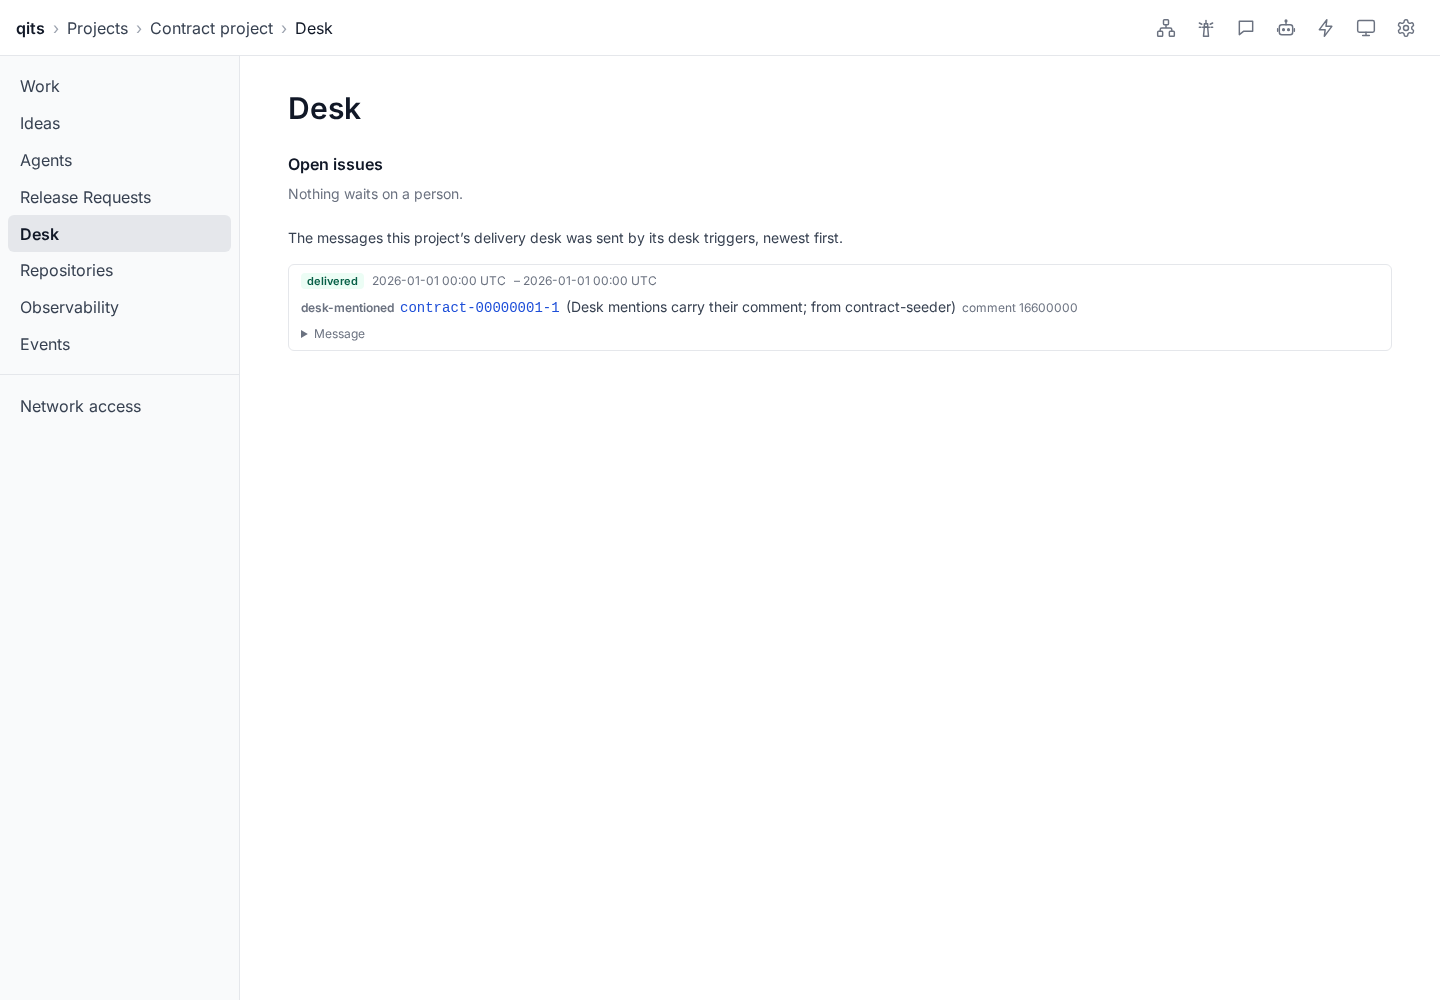 qits › Projects › Contract project › Desk
Work
Ideas
Agents
Release Requests
Desk
Repositories
Observability
Events
Network access
Desk
Open issues
Nothing waits on a person.
The messages this project’s delivery desk was sent by its desk triggers, newest first.
delivered 2026-01-01 00:00 UTC – 2026-01-01 00:00 UTC
desk-mentioned contract-00000001-1 (Desk mentions carry their comment; from contract-seeder) comment 16600000
Message